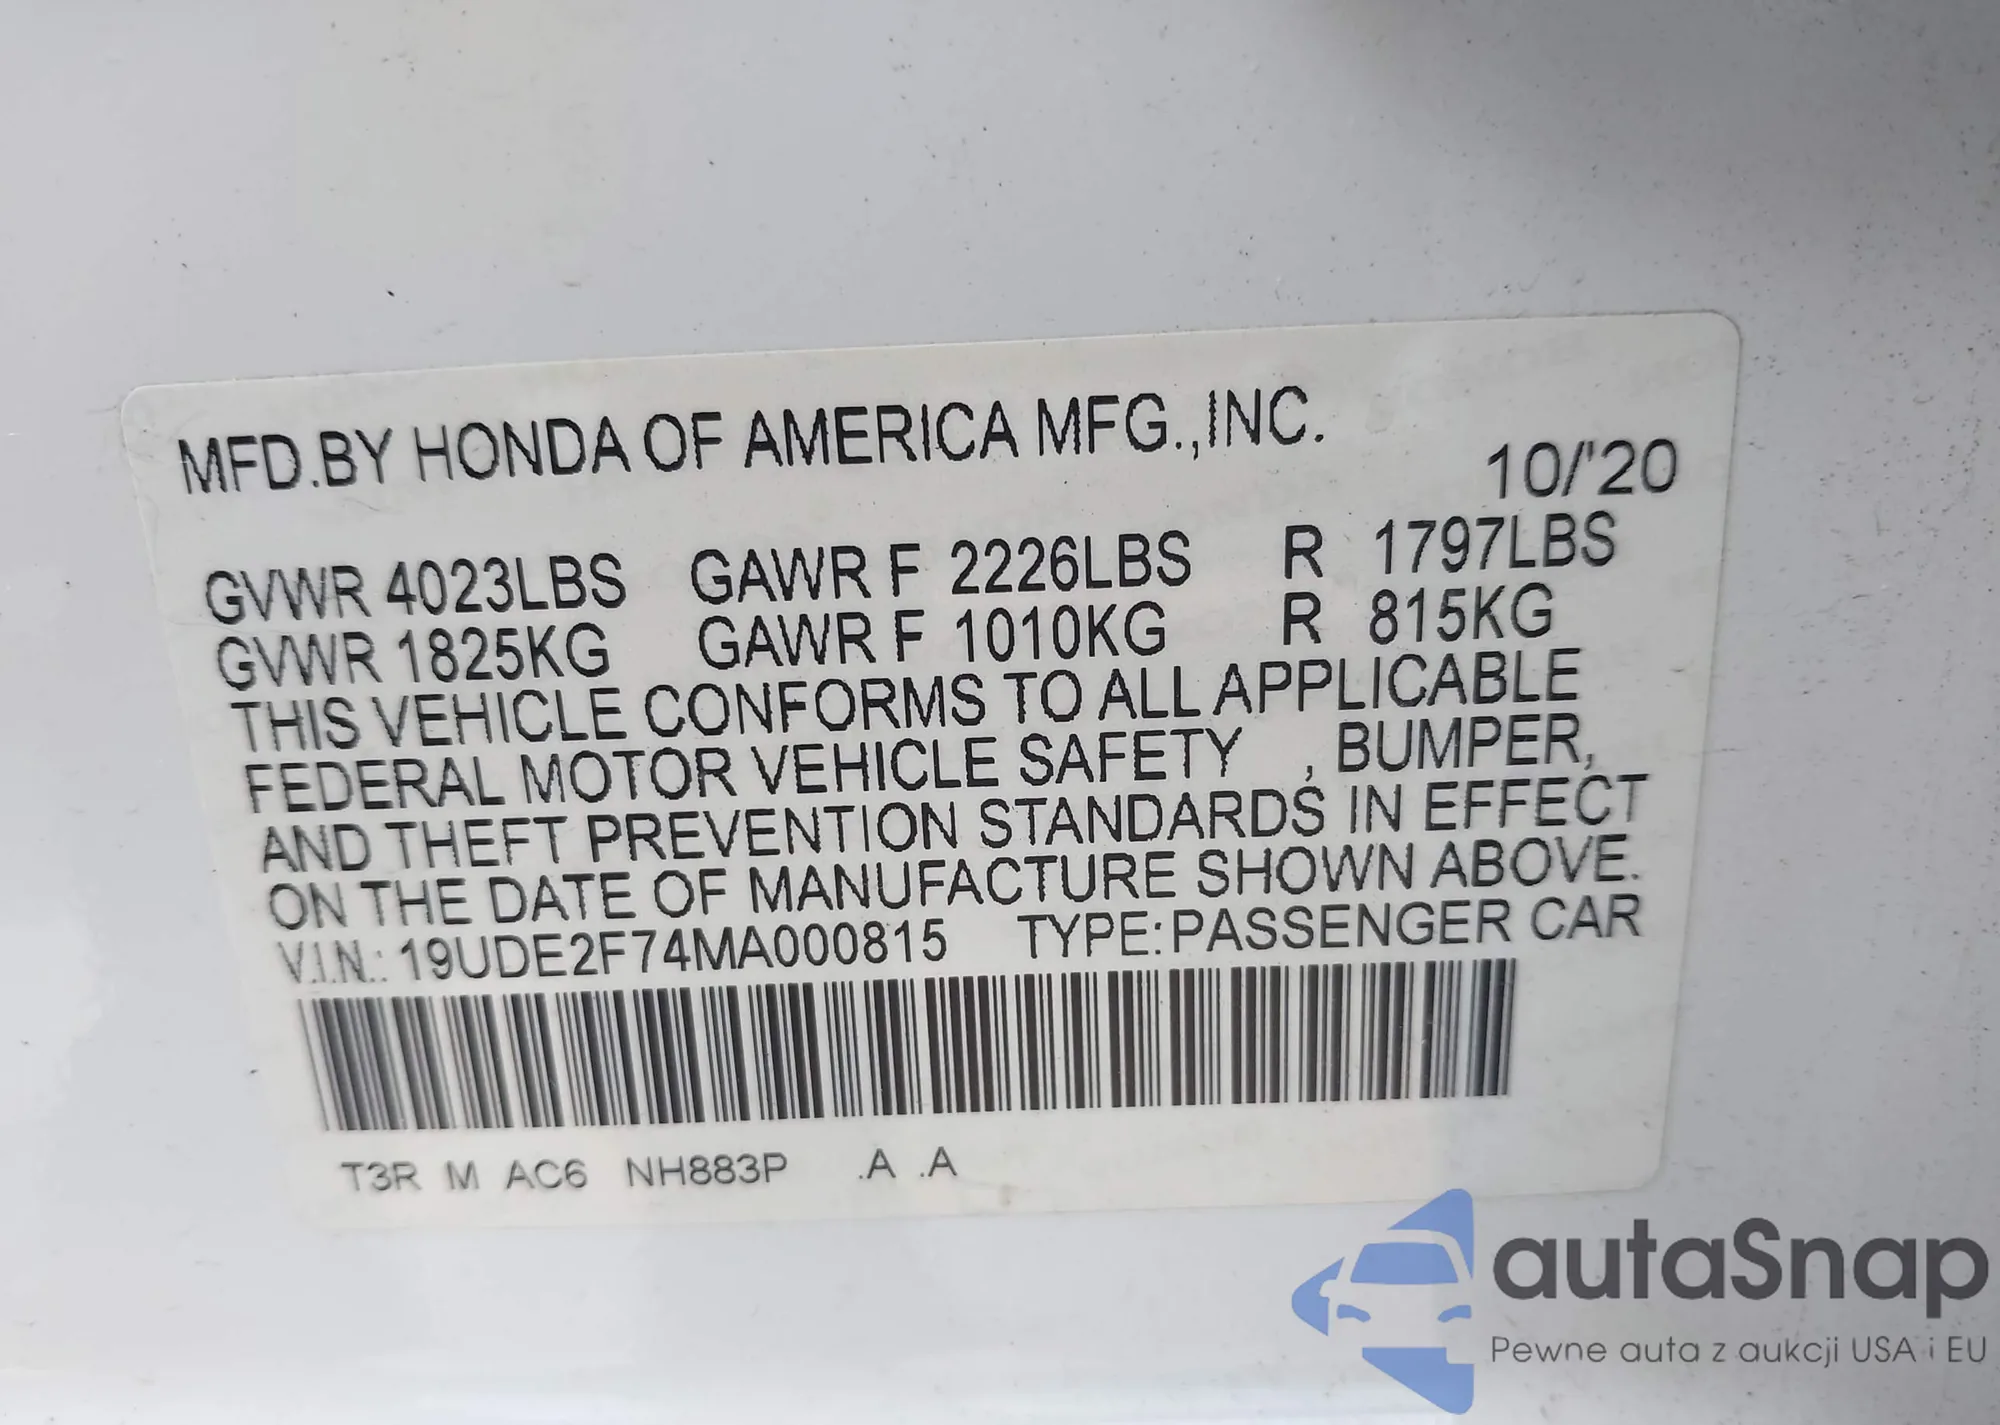 MFD.BY HONDA OF AMERICA MFG.,INC.
10/'20
GVWR 4023LBS GAWR F 2226LBS R 1797LBS
GVWR 1825KG GAWR F 1010KG R 815KG
THIS VEHICLE CONFORMS TO ALL APPLICABLE
FEDERAL MOTOR VEHICLE SAFETY , BUMPER,
AND THEFT PREVENTION STANDARDS IN EFFECT
ON THE DATE OF MANUFACTURE SHOWN ABOVE.
V.I.N.: 19UDE2F74MA000815 TYPE:PASSENGER CAR
T3R M AC6 NH883P .A .A
autaSnap
Pewne auta z aukcji USA i EU